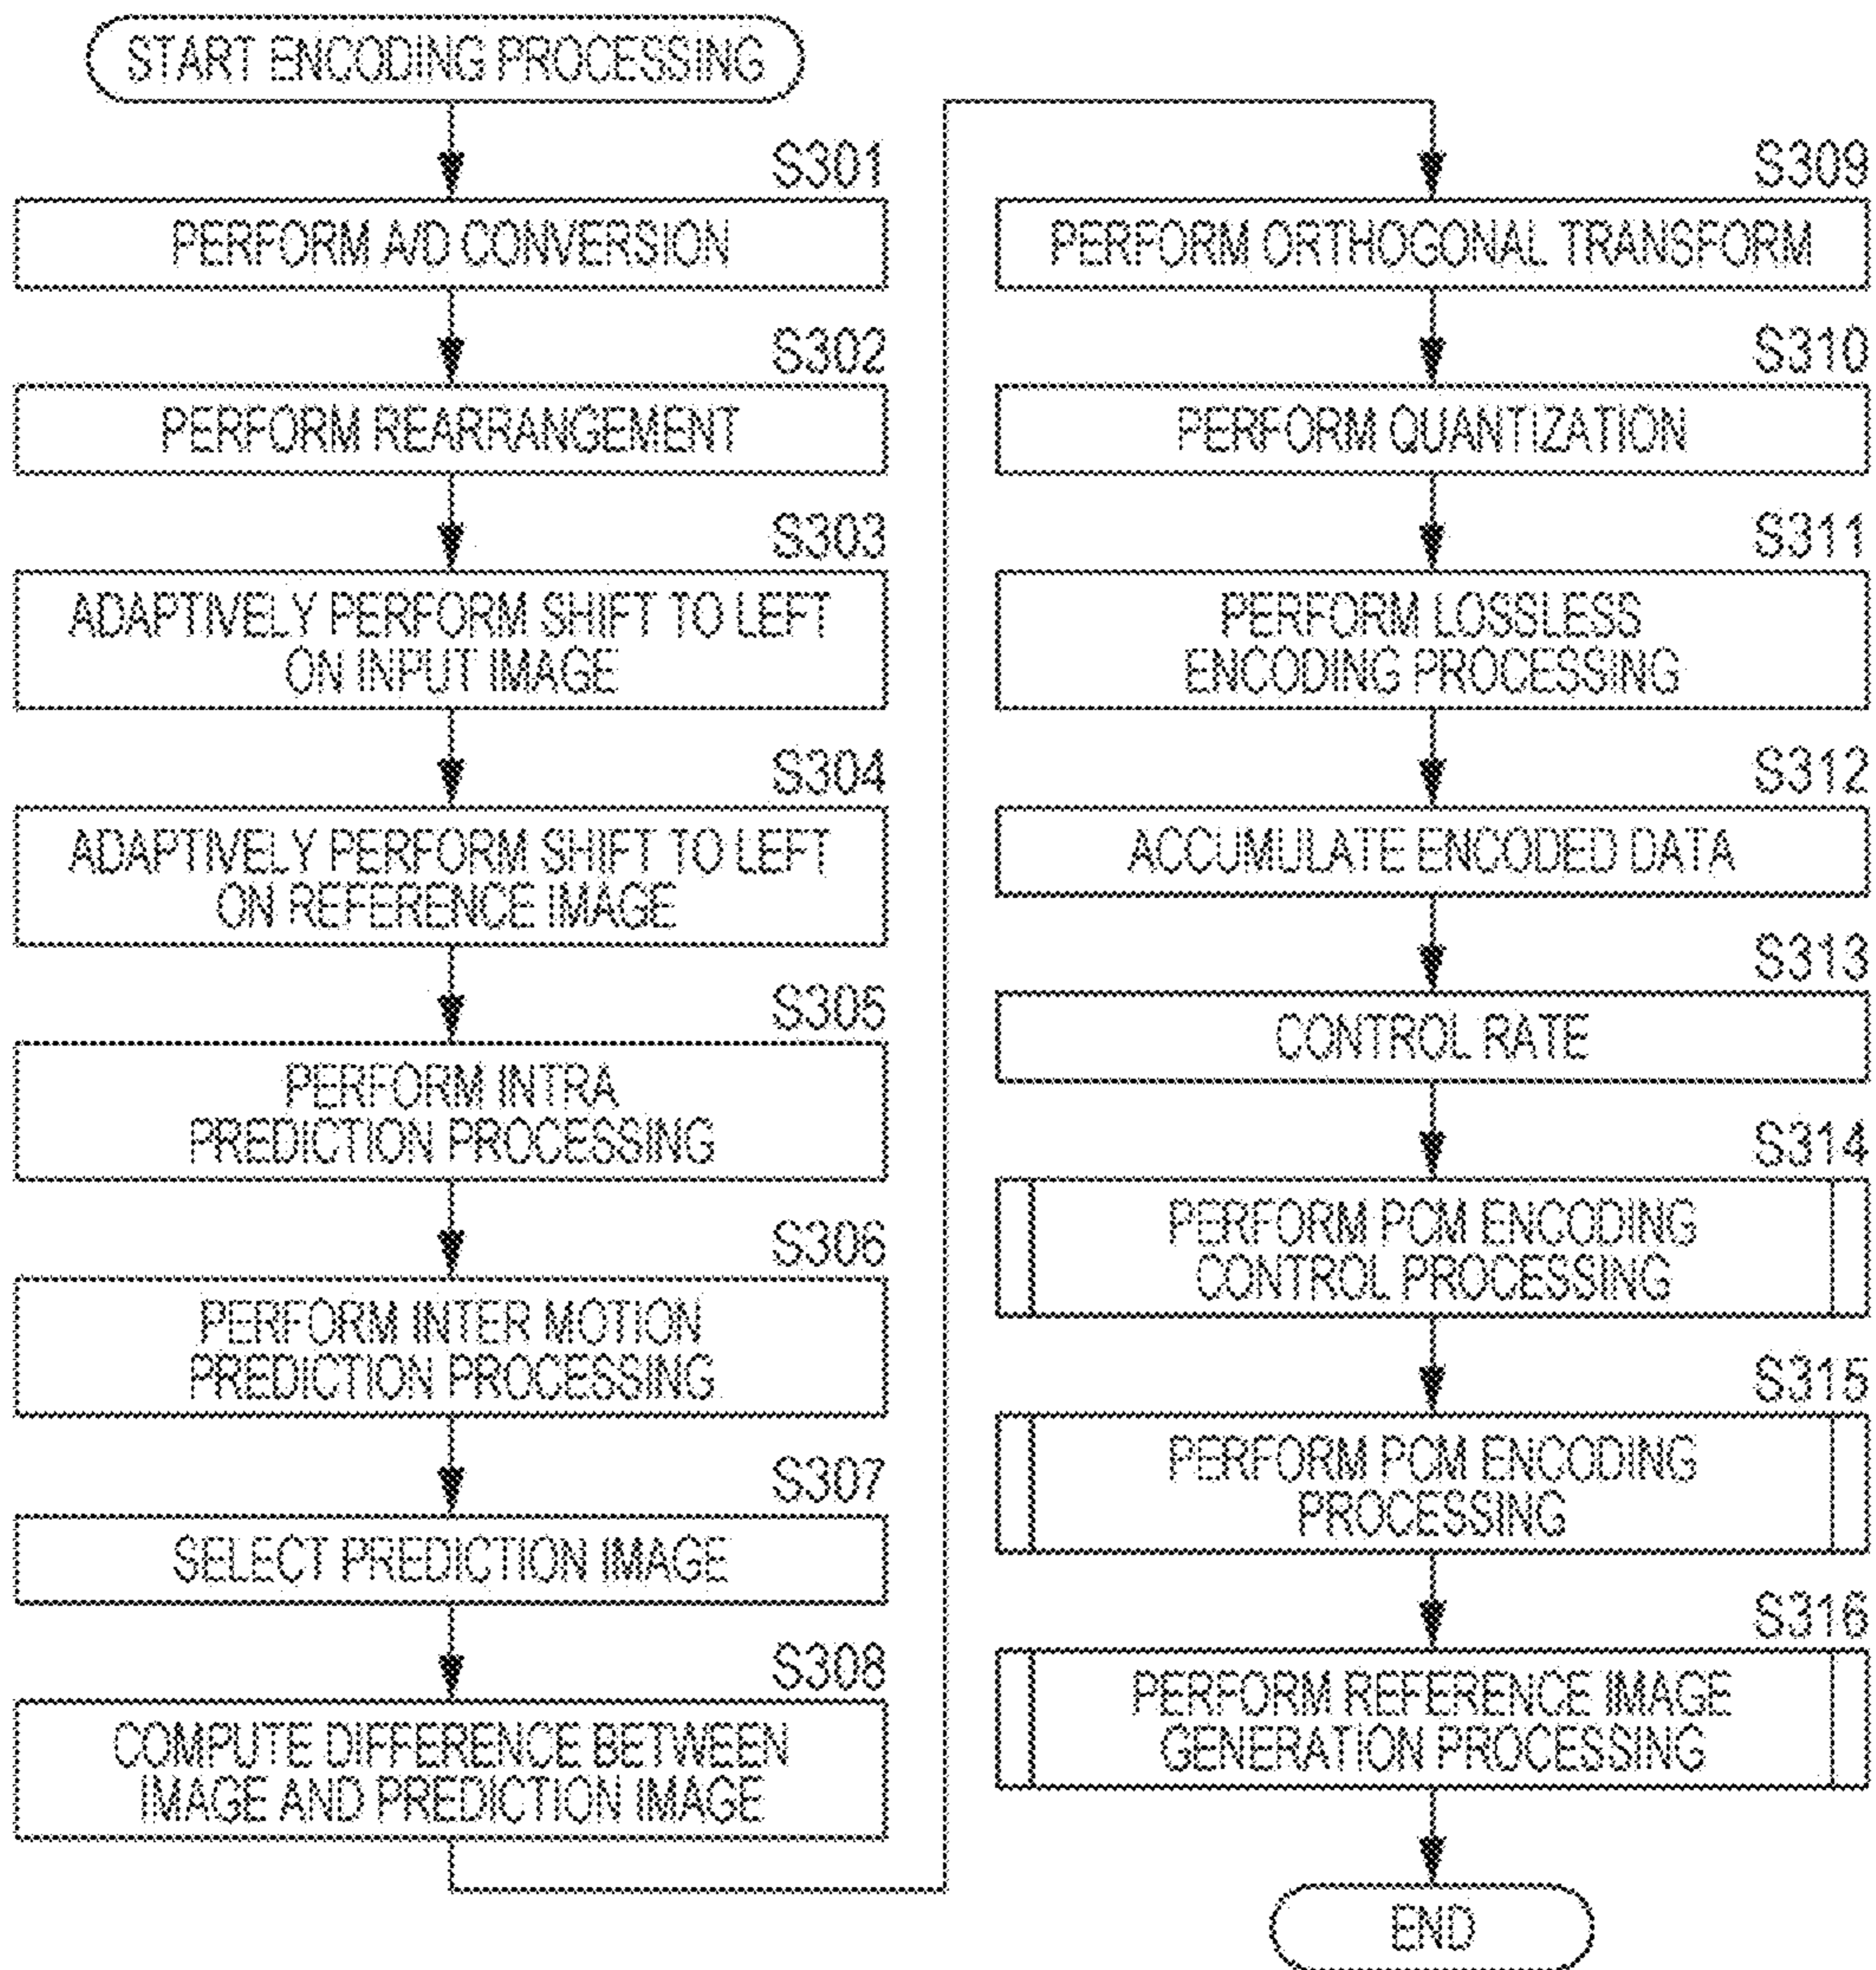 START ENCODING PROCESSING
S301
PERFORM A/D CONVERSION
S302
PERFORM REARRANGEMENT
S303
ADAPTIVELY PERFORM SHIFT TO LEFT
ON INPUT IMAGE
S304
ADAPTIVELY PERFORM SHIFT TO LEFT
ON REFERENCE IMAGE
S305
PERFORM INTRA
PREDICTION PROCESSING
S306
PERFORM INTER MOTION
PREDICTION PROCESSING
S307
SELECT PREDICTION IMAGE
S308
COMPUTE DIFFERENCE BETWEEN
IMAGE AND PREDICTION IMAGE
S309
PERFORM ORTHOGONAL TRANSFORM
S310
PERFORM QUANTIZATION
S311
PERFORM LOSSLESS
ENCODING PROCESSING
S312
ACCUMULATE ENCODED DATA
S313
CONTROL RATE
S314
PERFORM PCM ENCODING
CONTROL PROCESSING
S315
PERFORM PCM ENCODING
PROCESSING
S316
PERFORM REFERENCE IMAGE
GENERATION PROCESSING
END